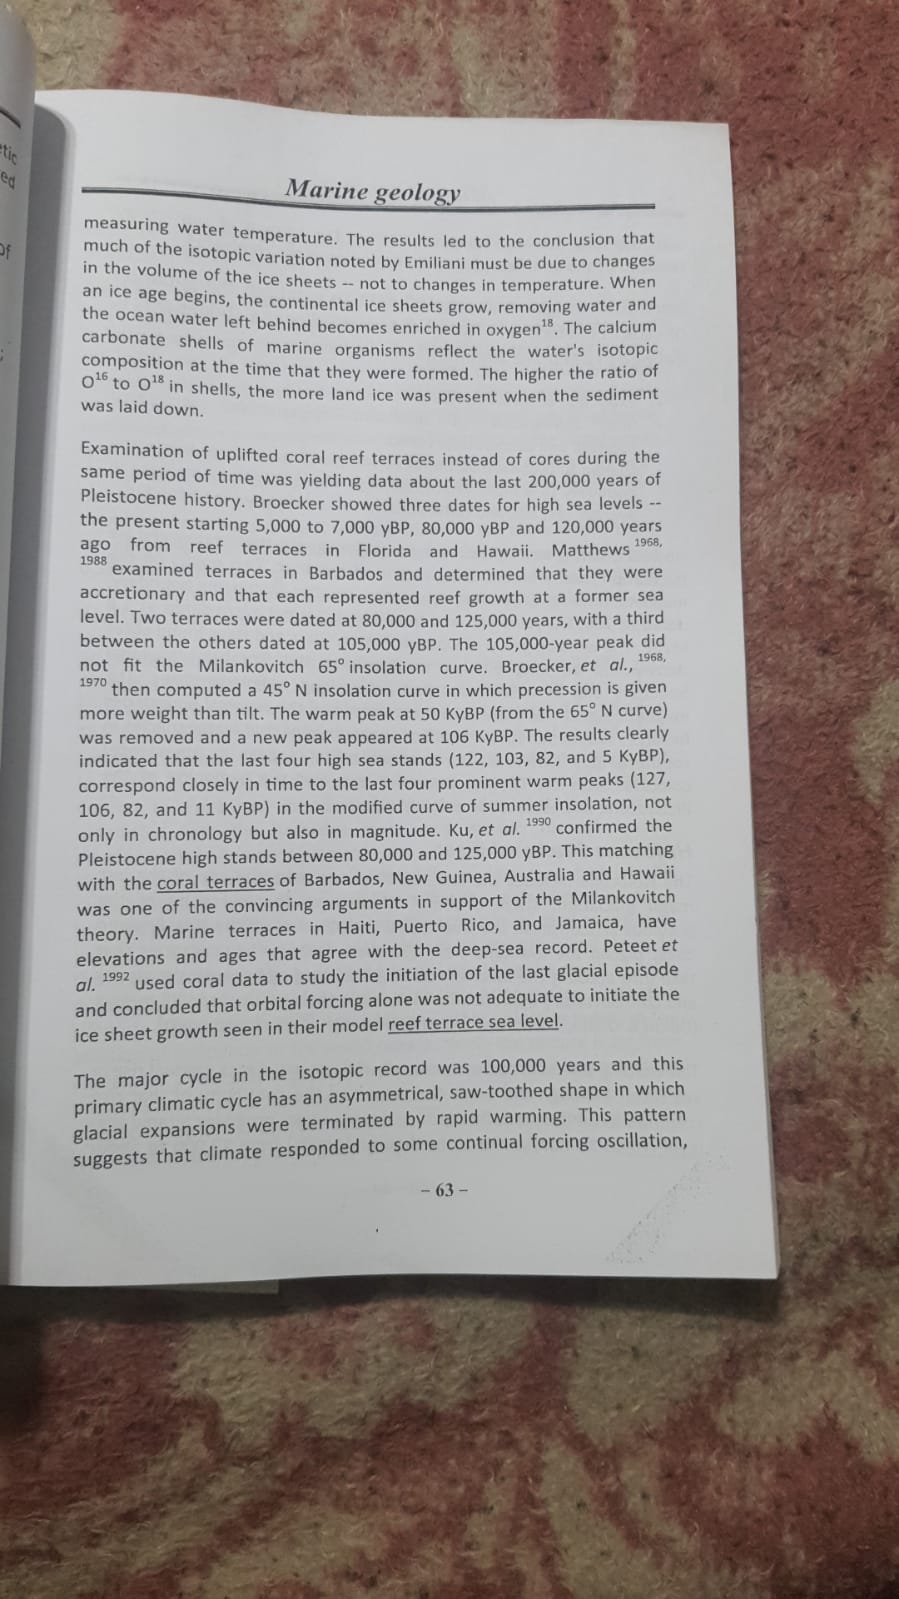 tic
ed
of
;
Marine geology
measuring water temperature. The results led to the conclusion that
much of the isotopic variation noted by Emiliani must be due to changes
in the volume of the ice sheets -- not to changes in temperature. When
an ice age begins, the continental ice sheets grow, removing water and
the ocean water left behind becomes enriched in oxygen¹⁸. The calcium
carbonate shells of marine organisms reflect the water's isotopic
composition at the time that they were formed. The higher the ratio of
O¹⁶ to O¹⁸ in shells, the more land ice was present when the sediment
was laid down.
Examination of uplifted coral reef terraces instead of cores during the
same period of time was yielding data about the last 200,000 years of
Pleistocene history. Broecker showed three dates for high sea levels --
the present starting 5,000 to 7,000 yBP, 80,000 yBP and 120,000 years
ago from reef terraces in Florida and Hawaii. Matthews ¹⁹⁶⁸,
¹⁹⁸⁸ examined terraces in Barbados and determined that they were
accretionary and that each represented reef growth at a former sea
level. Two terraces were dated at 80,000 and 125,000 years, with a third
between the others dated at 105,000 yBP. The 105,000-year peak did
not fit the Milankovitch 65° insolation curve. Broecker, et al., ¹⁹⁶⁸,
¹⁹⁷⁰ then computed a 45° N insolation curve in which precession is given
more weight than tilt. The warm peak at 50 KyBP (from the 65° N curve)
was removed and a new peak appeared at 106 KyBP. The results clearly
indicated that the last four high sea stands (122, 103, 82, and 5 KyBP),
correspond closely in time to the last four prominent warm peaks (127,
106, 82, and 11 KyBP) in the modified curve of summer insolation, not
only in chronology but also in magnitude. Ku, et al. ¹⁹⁹⁰ confirmed the
Pleistocene high stands between 80,000 and 125,000 yBP. This matching
with the coral terraces of Barbados, New Guinea, Australia and Hawaii
was one of the convincing arguments in support of the Milankovitch
theory. Marine terraces in Haiti, Puerto Rico, and Jamaica, have
elevations and ages that agree with the deep-sea record. Peteet et
al. ¹⁹⁹² used coral data to study the initiation of the last glacial episode
and concluded that orbital forcing alone was not adequate to initiate the
ice sheet growth seen in their model reef terrace sea level.
The major cycle in the isotopic record was 100,000 years and this
primary climatic cycle has an asymmetrical, saw-toothed shape in which
glacial expansions were terminated by rapid warming. This pattern
suggests that climate responded to some continual forcing oscillation,
– 63 –